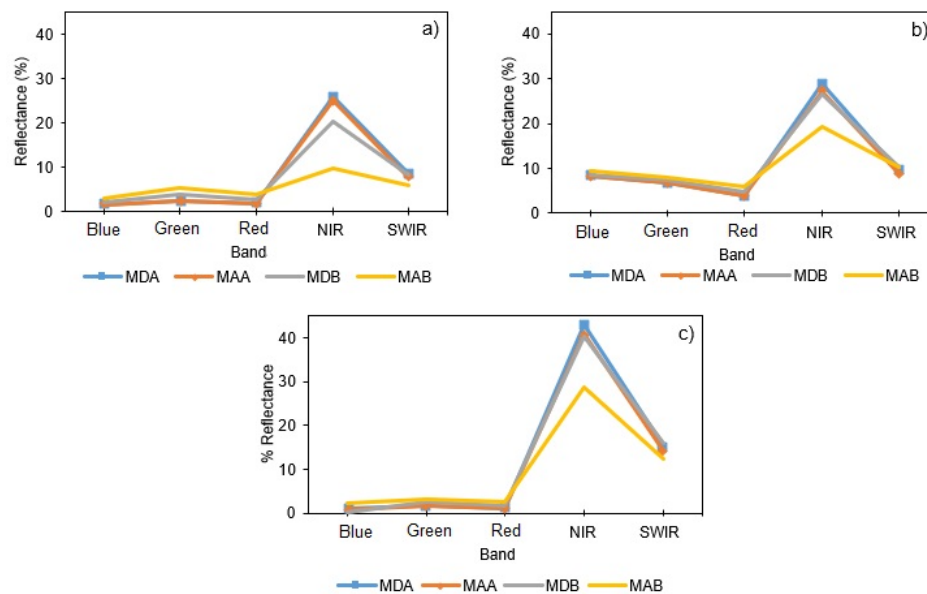 a)
40
30
20
10
0
Reflectance (%)
Blue Green Red NIR SWIR
Band
MDA MAA MDB MAB
b)
40
30
20
10
0
Reflectance (%)
Blue Green Red NIR SWIR
Band
MDA MAA MDB MAB
c)
40
30
20
10
0
% Reflectance
Blue Green Red NIR SWIR
Band
MDA MAA MDB MAB